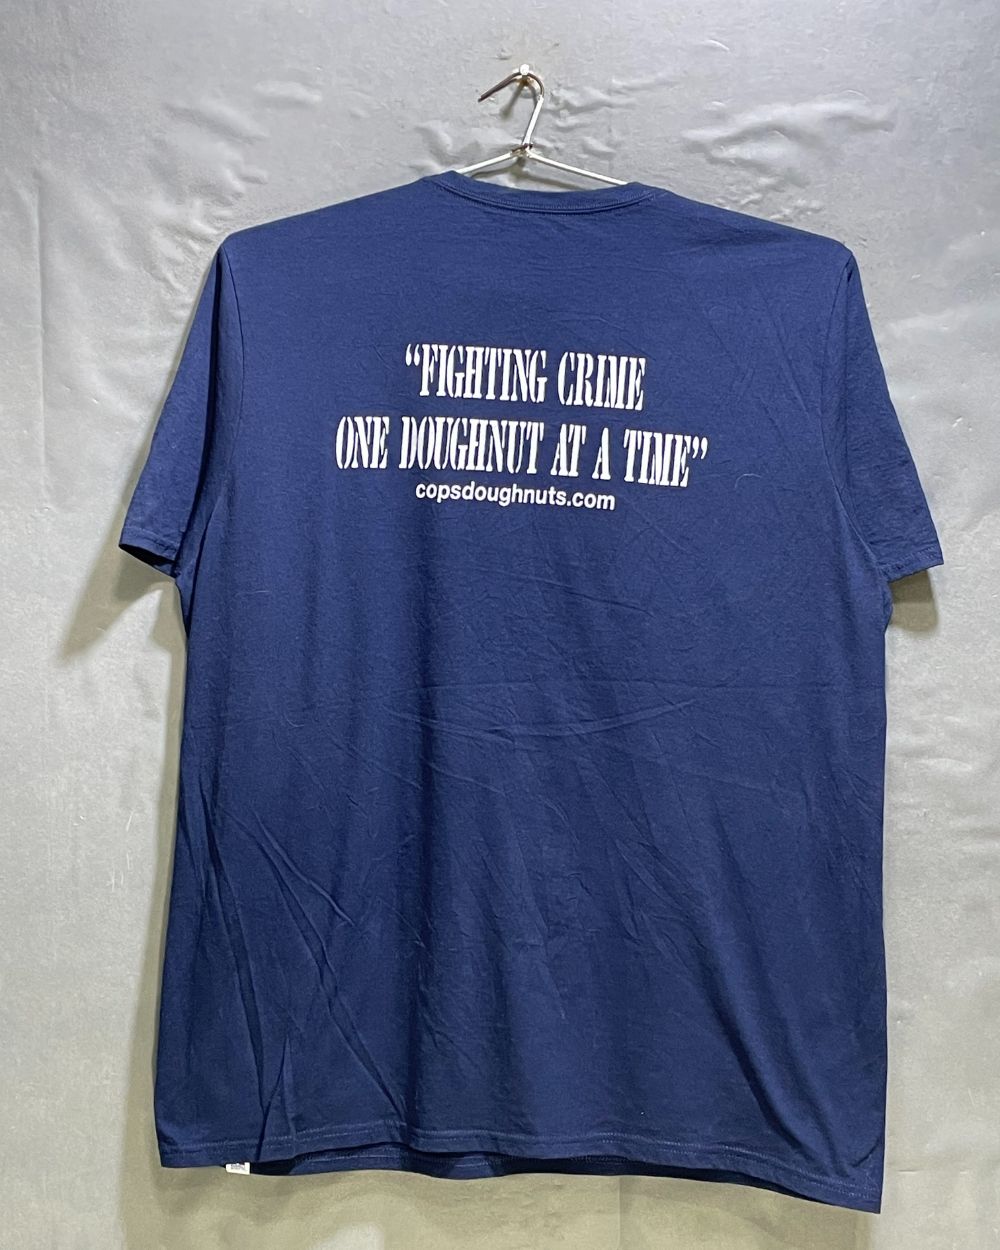 “FIGHTING CRIME
ONE DOUGHNUT AT A TIME”
copsdoughnuts.com